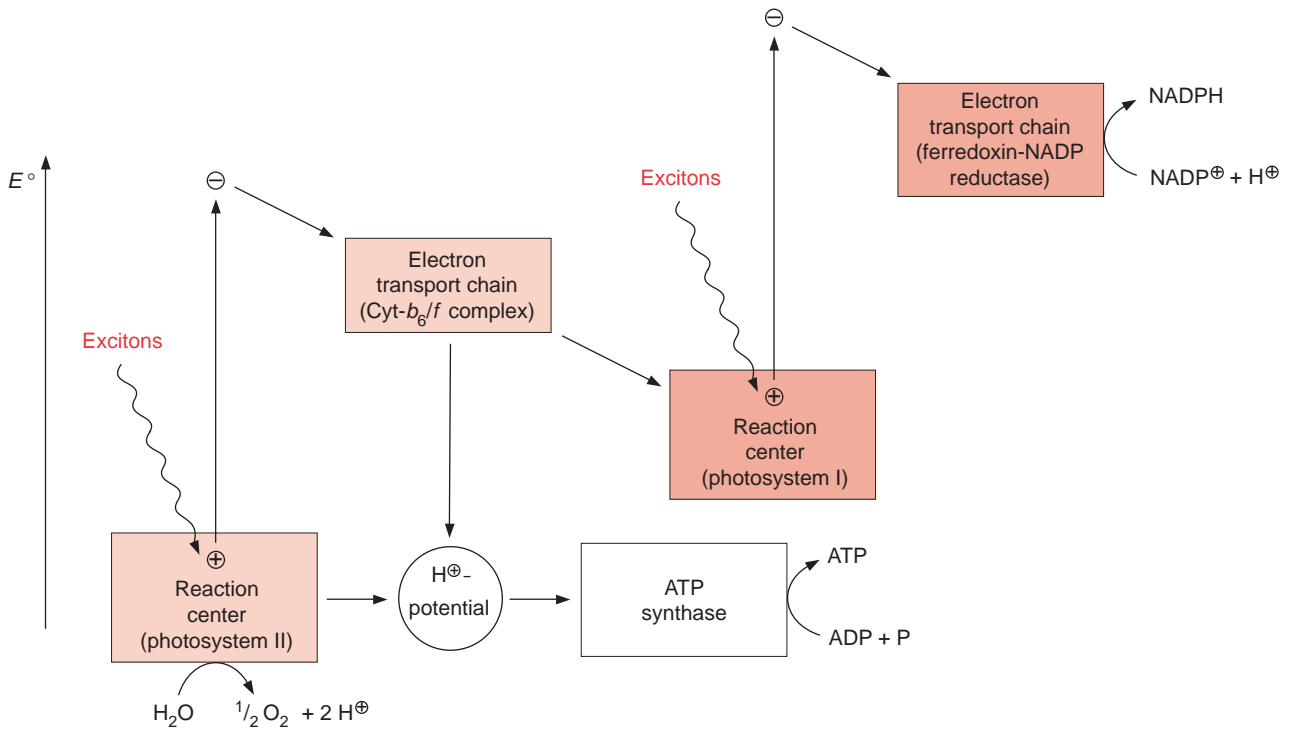 E°
Excitons
⊖
Electron
transport chain
(Cyt-b₆/f complex)
Excitons
⊖
Electron
transport chain
(ferredoxin-NADP
reductase)
NADPH
NADP⊕ + H⊕
⊕
Reaction
center
(photosystem I)
⊕
Reaction
center
(photosystem II)
H₂O
¹/₂ O₂ + 2 H⊕
H⊕-
potential
ATP
synthase
ATP
ADP + P